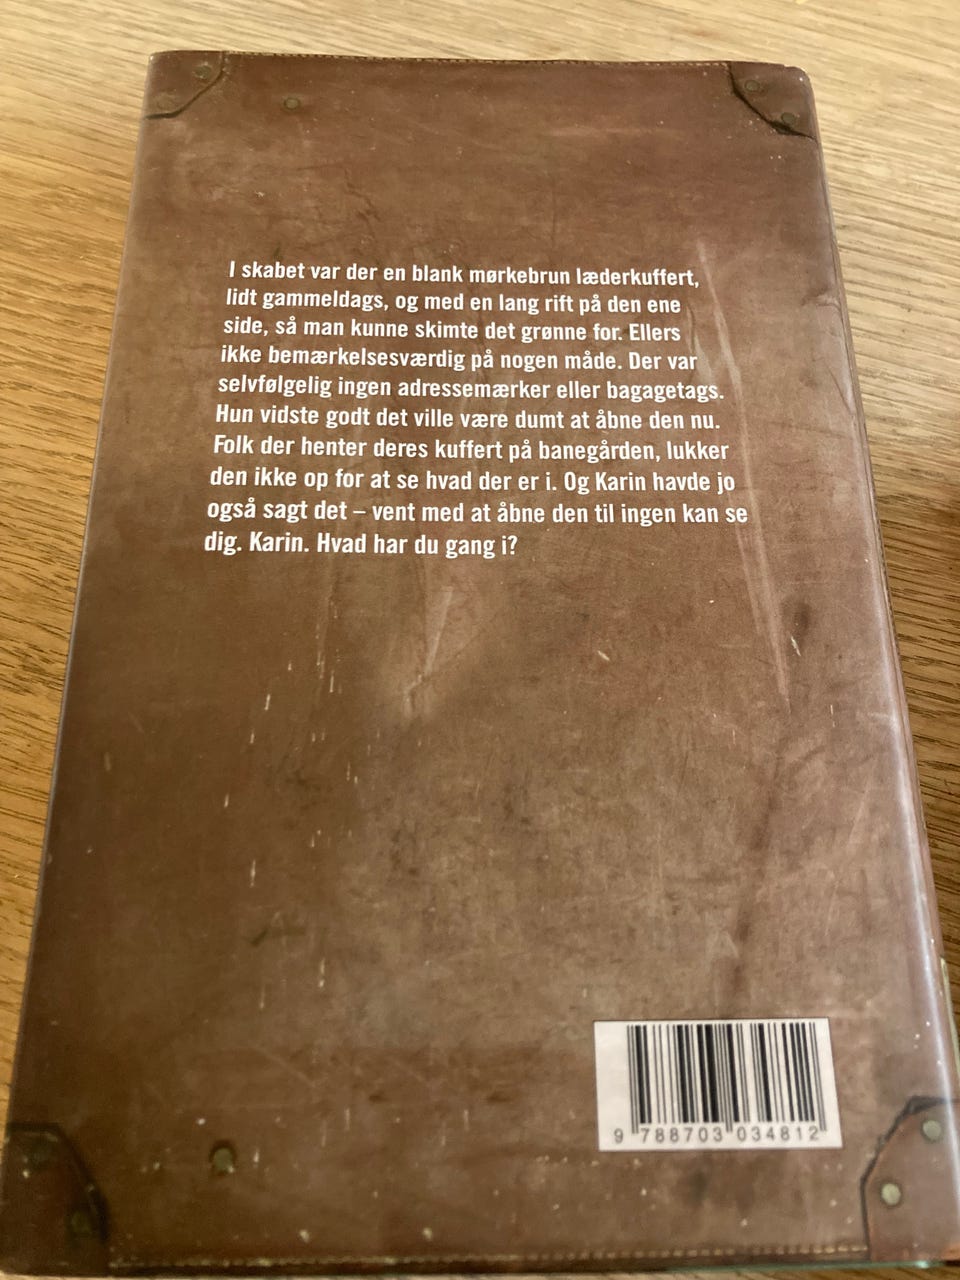 I skabet var der en blank mørkebrun læderkuffert,
lidt gammeldags, og med en lang rift på den ene
side, så man kunne skimte det grønne for. Ellers
ikke bemærkelsesværdig på nogen måde. Der var
selvfølgelig ingen adressemærker eller bagagetags.
Hun vidste godt det ville være dumt at åbne den nu.
Folk der henter deres kuffert på banegården, lukker
den ikke op for at se hvad der er i. Og Karin havde jo
også sagt det – vent med at åbne den til ingen kan se
dig. Karin. Hvad har du gang i?
9 788703 034812